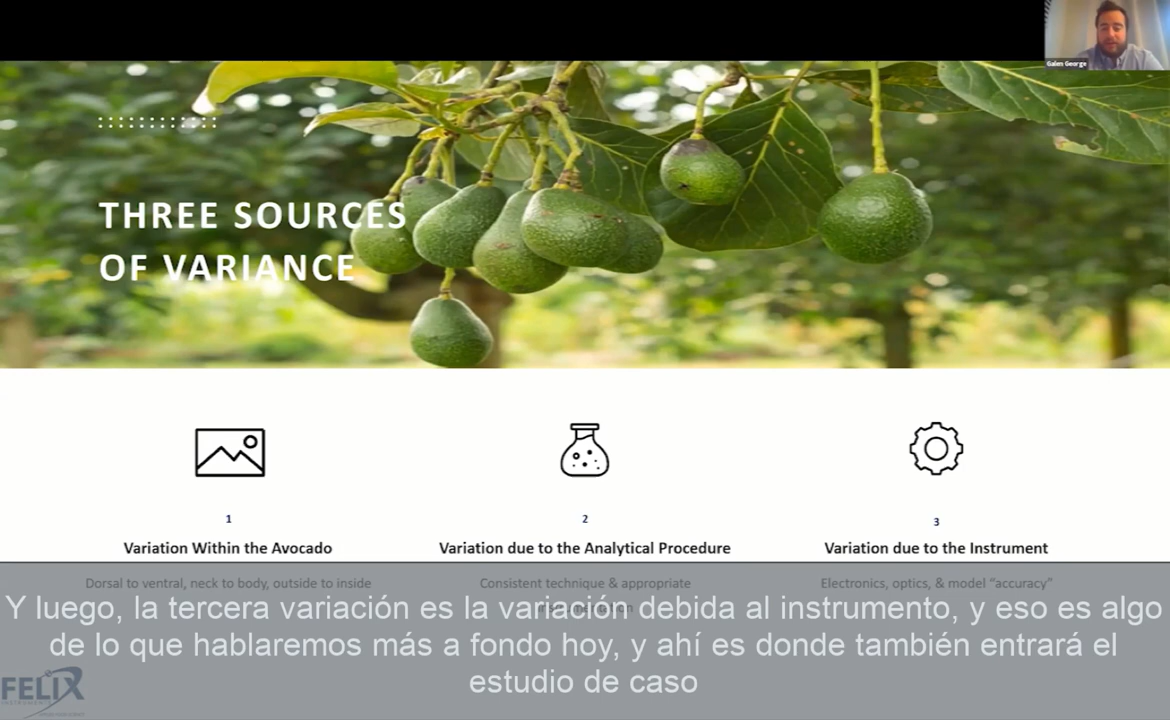 Galen George
THREE SOURCES
OF VARIANCE
1
2
3
Variation Within the Avocado
Variation due to the Analytical Procedure
Variation due to the Instrument
Dorsal to ventral, neck to body, outside to inside
Consistent technique & appropriate
Electronics, optics, & model “accuracy”
Y luego, la tercera variación es la variación debida al instrumento, y eso es algo
de lo que hablaremos más a fondo hoy, y ahí es donde también entrará el
estudio de caso
FELIX
INSTRUMENTS